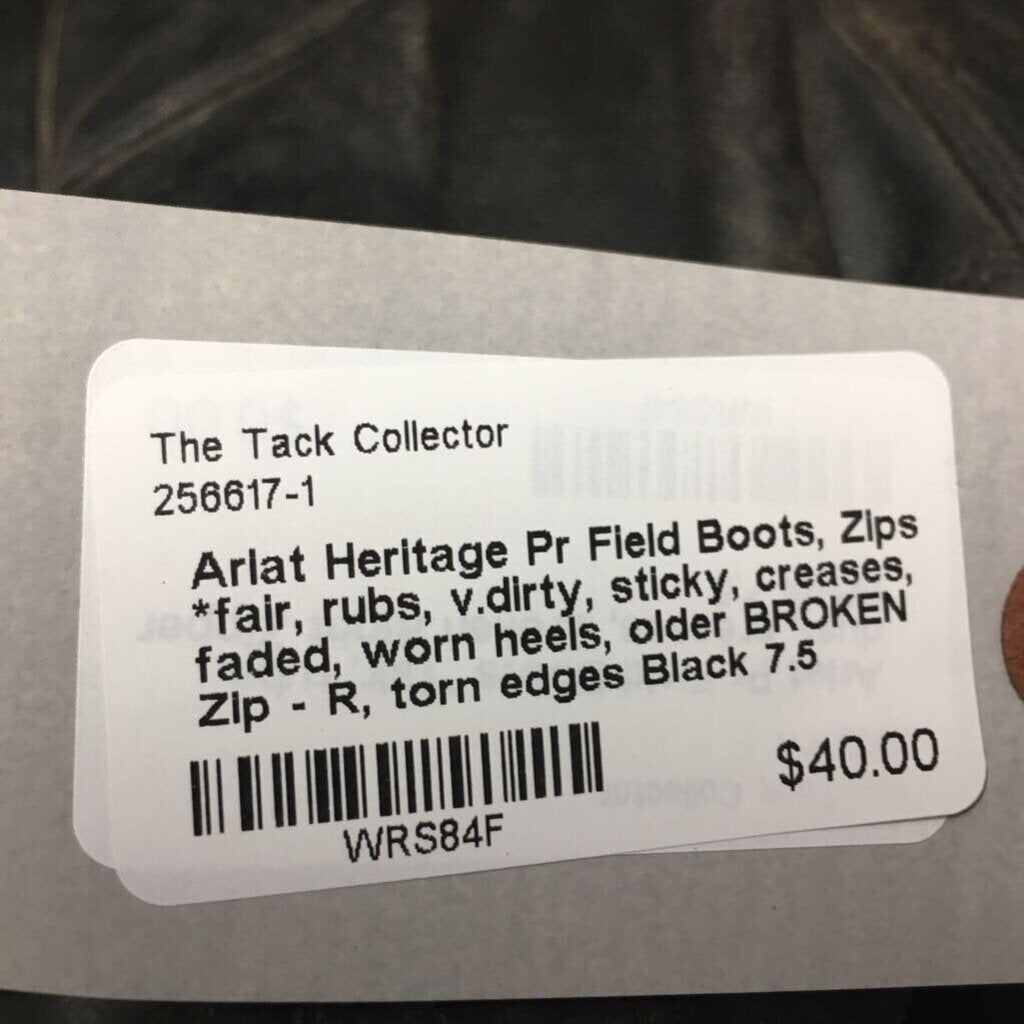 The Tack Collector
256617-1
Ariat Heritage Pr Field Boots, Zips
*fair, rubs, v.dirty, sticky, creases,
faded, worn heels, older BROKEN
Zip - R, torn edges Black 7.5
$40.00
WRS84F